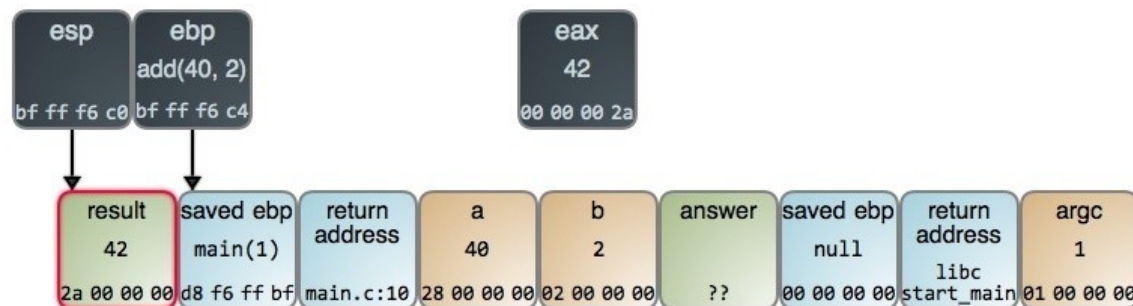 esp
bf ff f6 c0
ebp
add(40, 2)
bf ff f6 c4
eax
42
00 00 00 2a
result
42
2a 00 00 00
saved ebp
main(1)
d8 f6 ff bf
return
address
main.c:10
a
40
28 00 00 00
b
2
02 00 00 00
answer
??
saved ebp
null
00 00 00 00
return
address
libc
start_main
argc
1
01 00 00 00